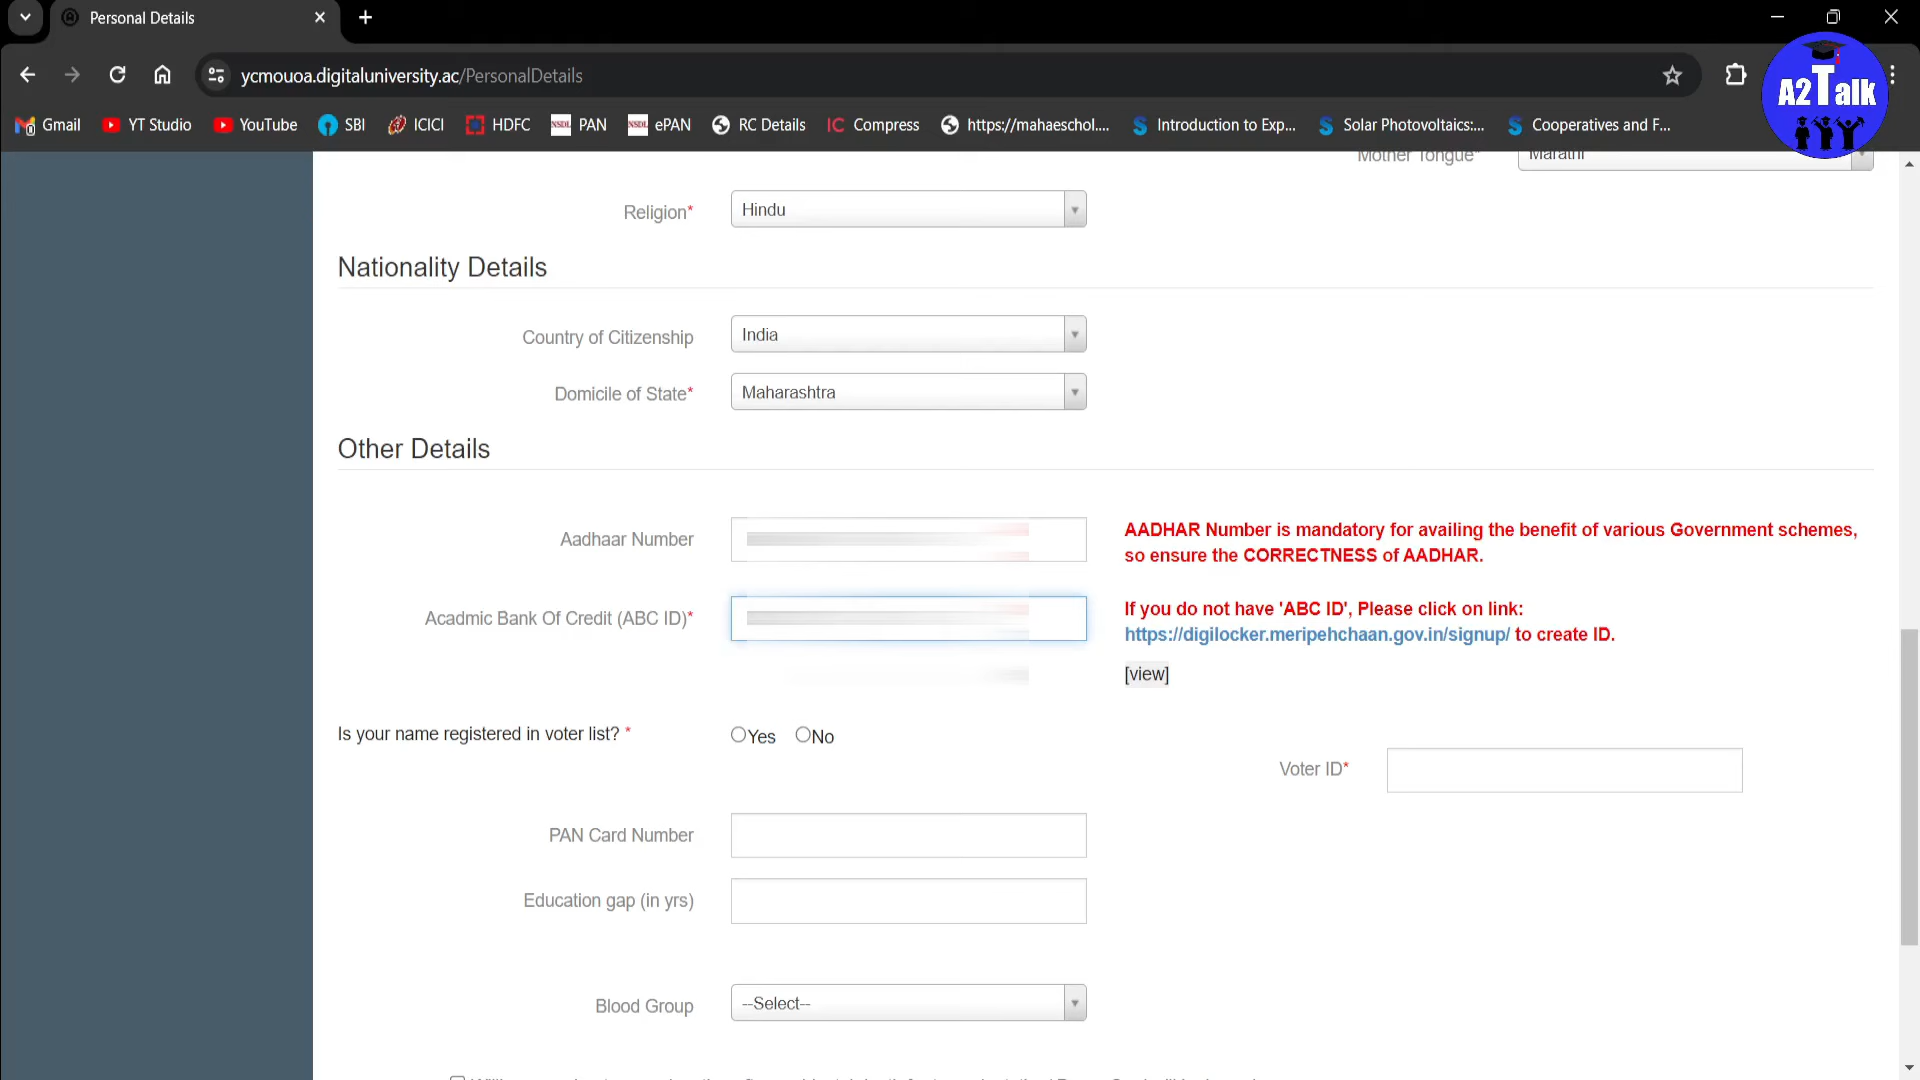 Personal Details
ycmouoa.digitaluniversity.ac/PersonalDetails
A2Talk
Gmail YT Studio YouTube SBI ICICI HDFC NSDL PAN NSDL ePAN RC Details IC Compress https://mahaeschol.... Introduction to Exp... Solar Photovoltaics:... Cooperatives and F...
Mother Tongue* Marathi
Religion* Hindu
Nationality Details
Country of Citizenship India
Domicile of State* Maharashtra
Other Details
Aadhaar Number
AADHAR Number is mandatory for availing the benefit of various Government schemes,
so ensure the CORRECTNESS of AADHAR.
Acadmic Bank Of Credit (ABC ID)*
If you do not have 'ABC ID', Please click on link:
https://digilocker.meripehchaan.gov.in/signup/ to create ID.
[view]
Is your name registered in voter list? * Yes No
Voter ID*
PAN Card Number
Education gap (in yrs)
Blood Group --Select--